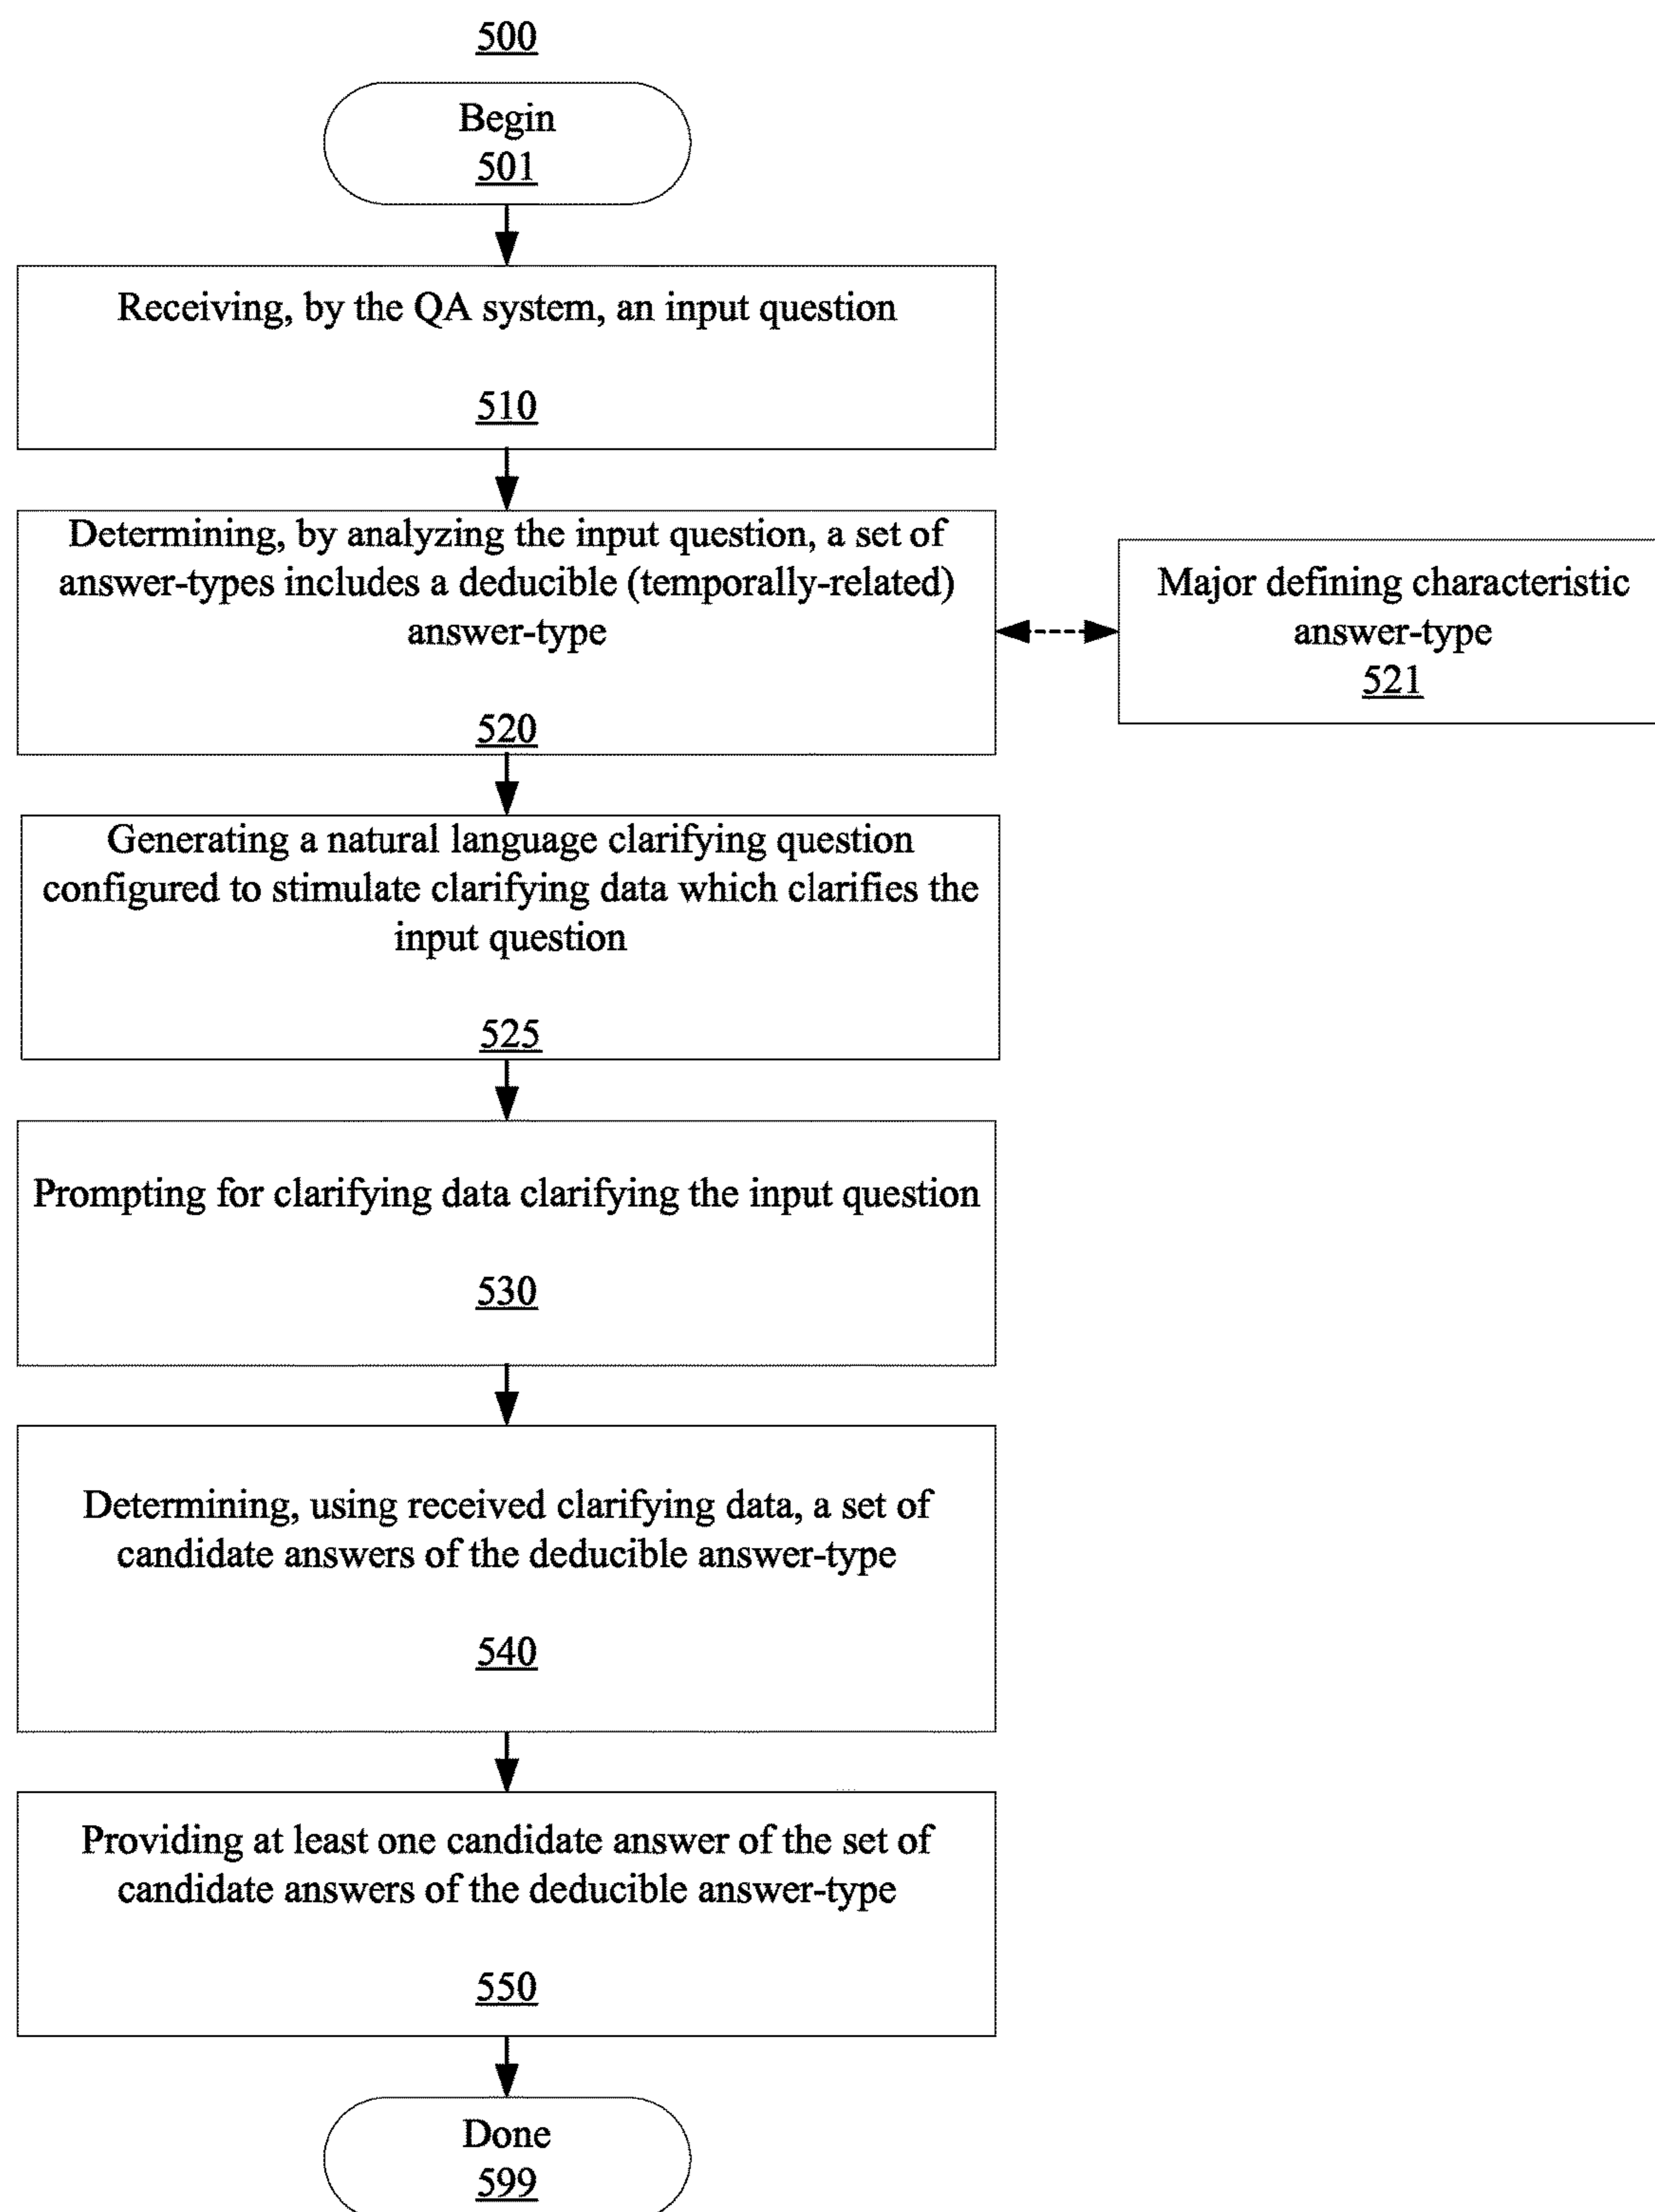 500
Begin
501
Receiving, by the QA system, an input question
510
Determining, by analyzing the input question, a set of
answer-types includes a deducible (temporally-related)
answer-type
520
Major defining characteristic
answer-type
521
Generating a natural language clarifying question
configured to stimulate clarifying data which clarifies the
input question
525
Prompting for clarifying data clarifying the input question
530
Determining, using received clarifying data, a set of
candidate answers of the deducible answer-type
540
Providing at least one candidate answer of the set of
candidate answers of the deducible answer-type
550
Done
599